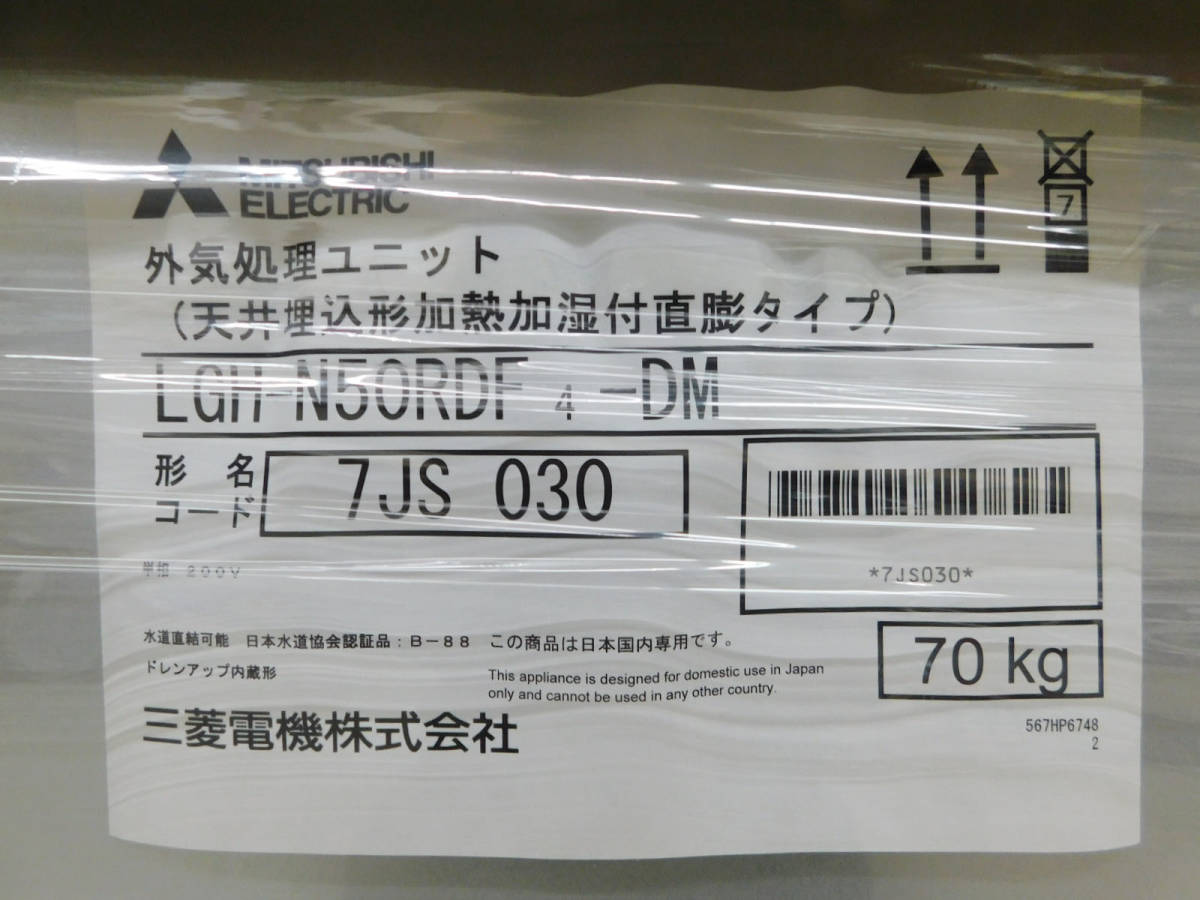 MITSUBISHI
ELECTRIC
7
外気処理ユニット
(天井埋込形加熱加湿付直膨タイプ)
LGH-N50RDF 4 -DM
形 名
コード
7JS 030
*7JS030*
単相 200V
水道直結可能 日本水道協会認証品：B-88 この商品は日本国内専用です。
ドレンアップ内蔵形
This appliance is designed for domestic use in Japan
only and cannot be used in any other country.
70 kg
三菱電機株式会社
567HP6748
2